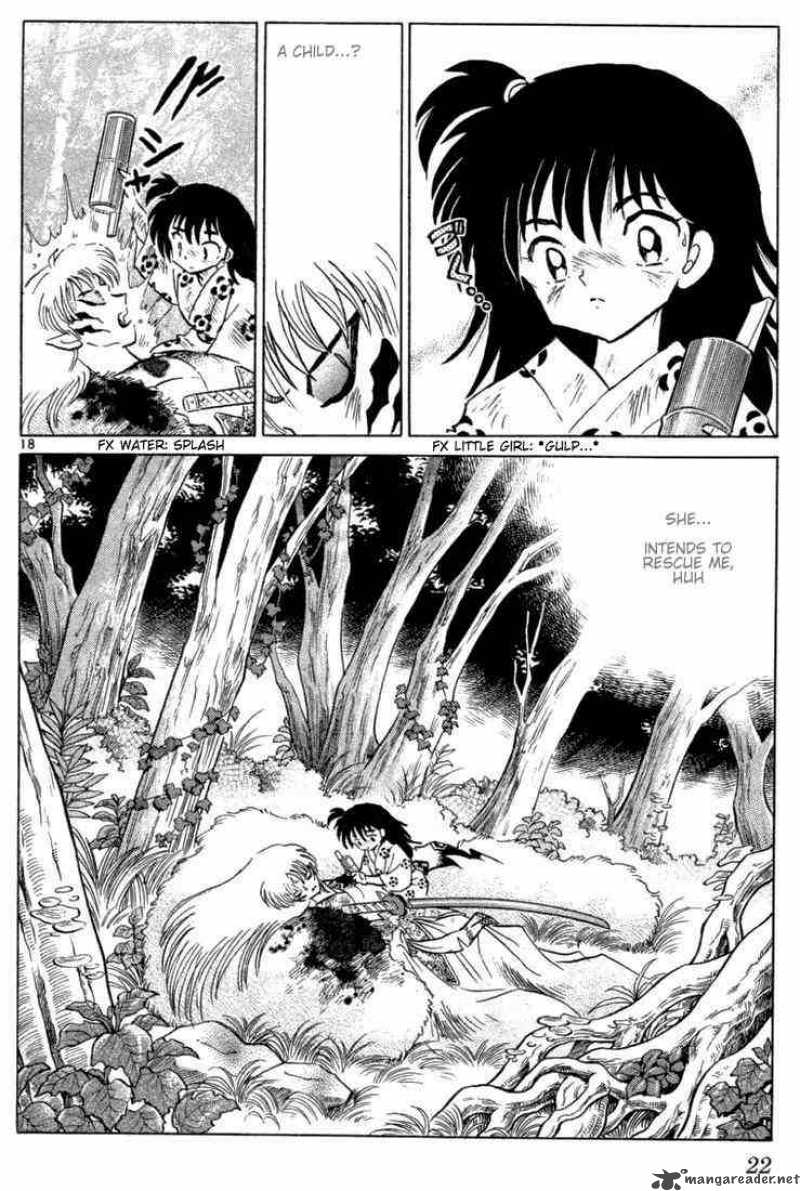 A CHILD...?
18
FX WATER: SPLASH
FX LITTLE GIRL: *GULP...*
SHE...
INTENDS TO
RESCUE ME,
HUH
22
mangareader.net